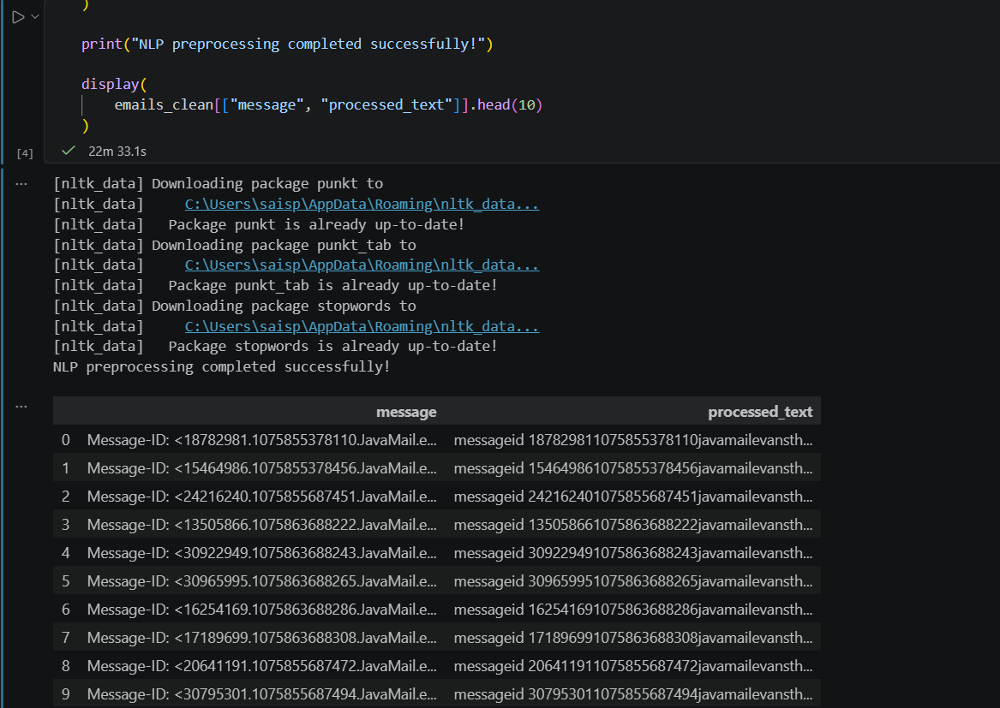 )
print("NLP preprocessing completed successfully!")
display(
emails_clean[["message", "processed_text"]].head(10)
)
[4] 22m 33.1s
... [nltk_data] Downloading package punkt to
[nltk_data] C:\Users\saisp\AppData\Roaming\nltk_data...
[nltk_data] Package punkt is already up-to-date!
[nltk_data] Downloading package punkt_tab to
[nltk_data] C:\Users\saisp\AppData\Roaming\nltk_data...
[nltk_data] Package punkt_tab is already up-to-date!
[nltk_data] Downloading package stopwords to
[nltk_data] C:\Users\saisp\AppData\Roaming\nltk_data...
[nltk_data] Package stopwords is already up-to-date!
NLP preprocessing completed successfully!
...
message processed_text
0 Message-ID: <18782981.1075855378110.JavaMail.e... messageid 187829811075855378110javamailevansth...
1 Message-ID: <15464986.1075855378456.JavaMail.e... messageid 154649861075855378456javamailevansth...
2 Message-ID: <24216240.1075855687451.JavaMail.e... messageid 242162401075855687451javamailevansth...
3 Message-ID: <13505866.1075863688222.JavaMail.e... messageid 135058661075863688222javamailevansth...
4 Message-ID: <30922949.1075863688243.JavaMail.e... messageid 309229491075863688243javamailevansth...
5 Message-ID: <30965995.1075863688265.JavaMail.e... messageid 309659951075863688265javamailevansth...
6 Message-ID: <16254169.1075863688286.JavaMail.e... messageid 162541691075863688286javamailevansth...
7 Message-ID: <17189699.1075863688308.JavaMail.e... messageid 171896991075863688308javamailevansth...
8 Message-ID: <20641191.1075855687472.JavaMail.e... messageid 206411911075855687472javamailevansth...
9 Message-ID: <30795301.1075855687494.JavaMail.e... messageid 307953011075855687494javamailevansth...